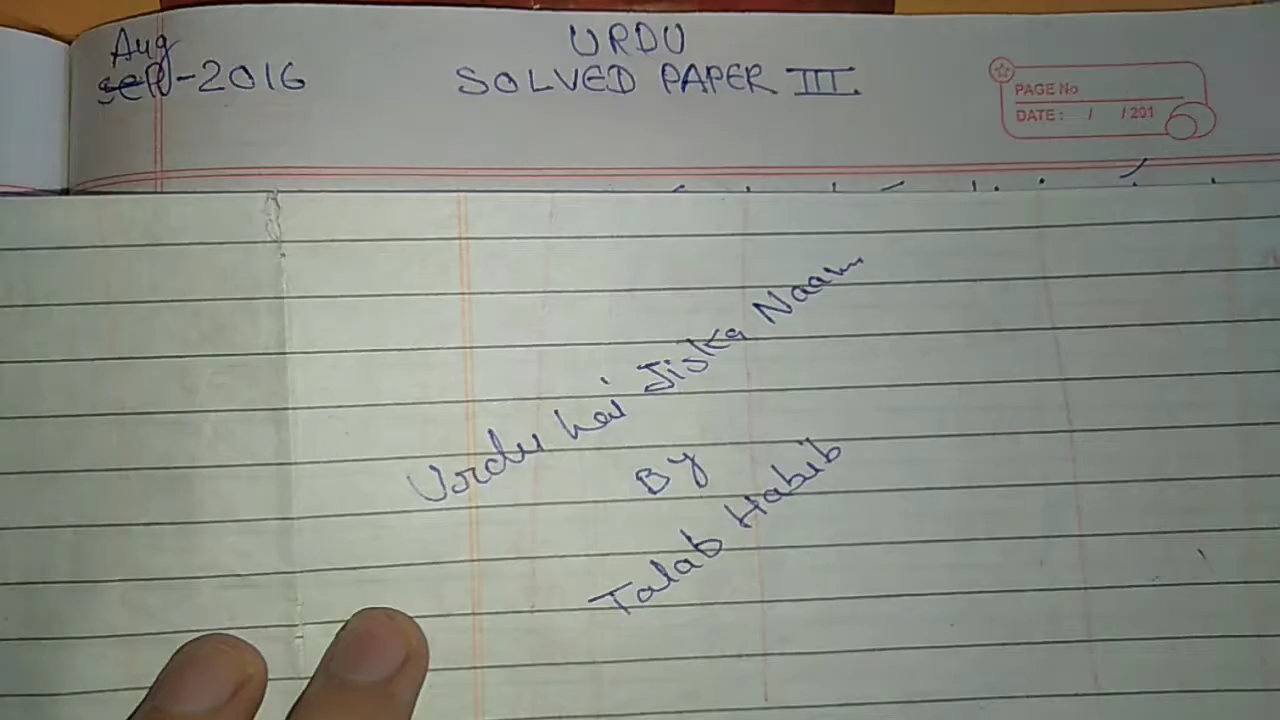 Aug
Sep-2016
URDU
SOLVED PAPER III.
PAGE No
DATE : / / 201
Urdu hai Jiska Naam
By
Talab Habib